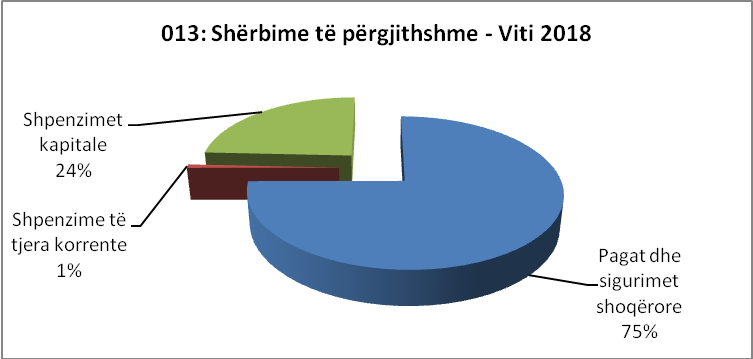 013: Shërbime të përgjithshme - Viti 2018
Shpenzimet
kapitale
24%
Shpenzime të
tjera korrente
1%
Pagat dhe
sigurimet
shoqërore
75%